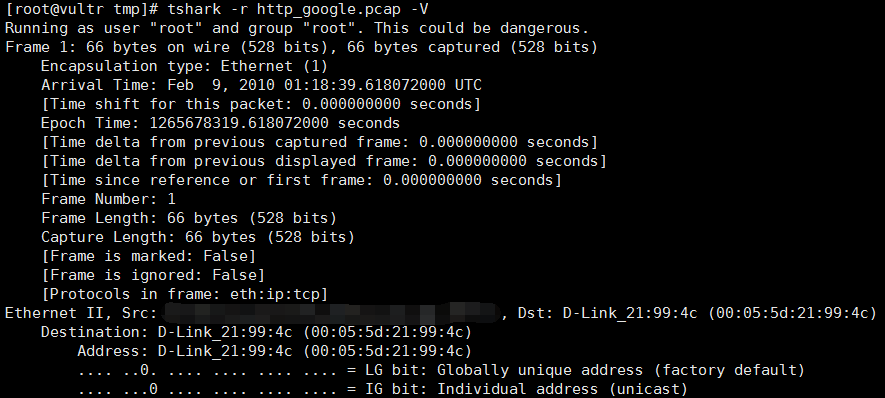 [root@vultr tmp]# tshark -r http_google.pcap -V
Running as user "root" and group "root". This could be dangerous.
Frame 1: 66 bytes on wire (528 bits), 66 bytes captured (528 bits)
    Encapsulation type: Ethernet (1)
    Arrival Time: Feb  9, 2010 01:18:39.618072000 UTC
    [Time shift for this packet: 0.000000000 seconds]
    Epoch Time: 1265678319.618072000 seconds
    [Time delta from previous captured frame: 0.000000000 seconds]
    [Time delta from previous displayed frame: 0.000000000 seconds]
    [Time since reference or first frame: 0.000000000 seconds]
    Frame Number: 1
    Frame Length: 66 bytes (528 bits)
    Capture Length: 66 bytes (528 bits)
    [Frame is marked: False]
    [Frame is ignored: False]
    [Protocols in frame: eth:ip:tcp]
Ethernet II, Src: , Dst: D-Link_21:99:4c (00:05:5d:21:99:4c)
    Destination: D-Link_21:99:4c (00:05:5d:21:99:4c)
        Address: D-Link_21:99:4c (00:05:5d:21:99:4c)
        .... ..0. .... .... .... .... = LG bit: Globally unique address (factory default)
        .... ...0 .... .... .... .... = IG bit: Individual address (unicast)